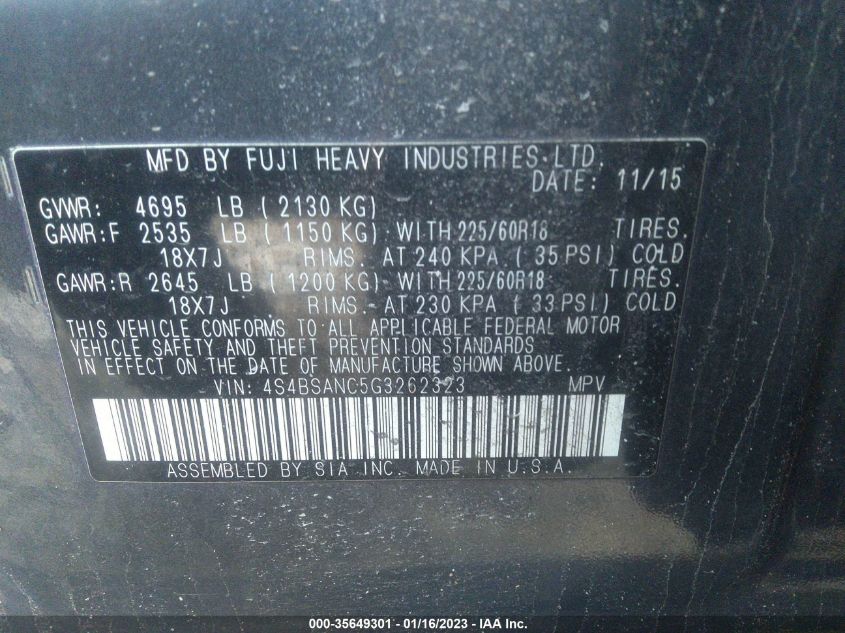 MFD BY FUJI HEAVY INDUSTRIES LTD.
DATE: 11/15
GVWR: 4695 LB ( 2130 KG)
GAWR:F 2535 LB ( 1150 KG) WITH 225/60R18 TIRES.
18X7J RIMS. AT 240 KPA ( 35 PSI) COLD
GAWR:R 2645 LB ( 1200 KG) WITH 225/60R18 TIRES.
18X7J RIMS. AT 230 KPA ( 33 PSI) COLD
THIS VEHICLE CONFORMS TO ALL APPLICABLE FEDERAL MOTOR
VEHICLE SAFETY AND THEFT PREVENTION STANDARDS
IN EFFECT ON THE DATE OF MANUFACTURE SHOWN ABOVE.
VIN: 4S4BSANC5G3262323 MPV
ASSEMBLED BY SIA INC. MADE IN U.S.A.
000-35649301 - 01/16/2023 - IAA Inc.